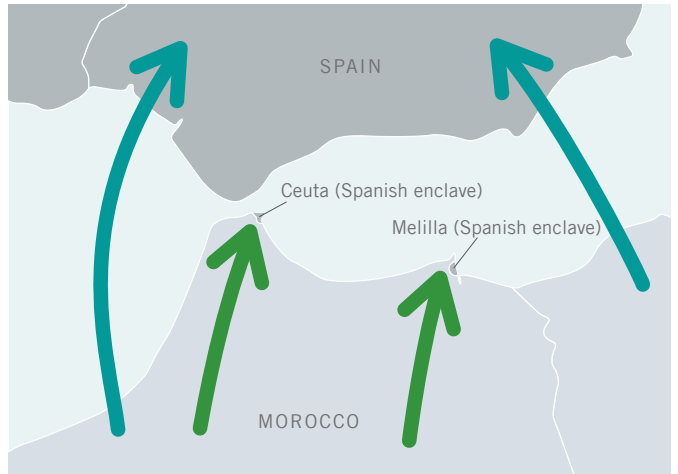 SPAIN
Ceuta (Spanish enclave)
Melilla (Spanish enclave)
MOROCCO